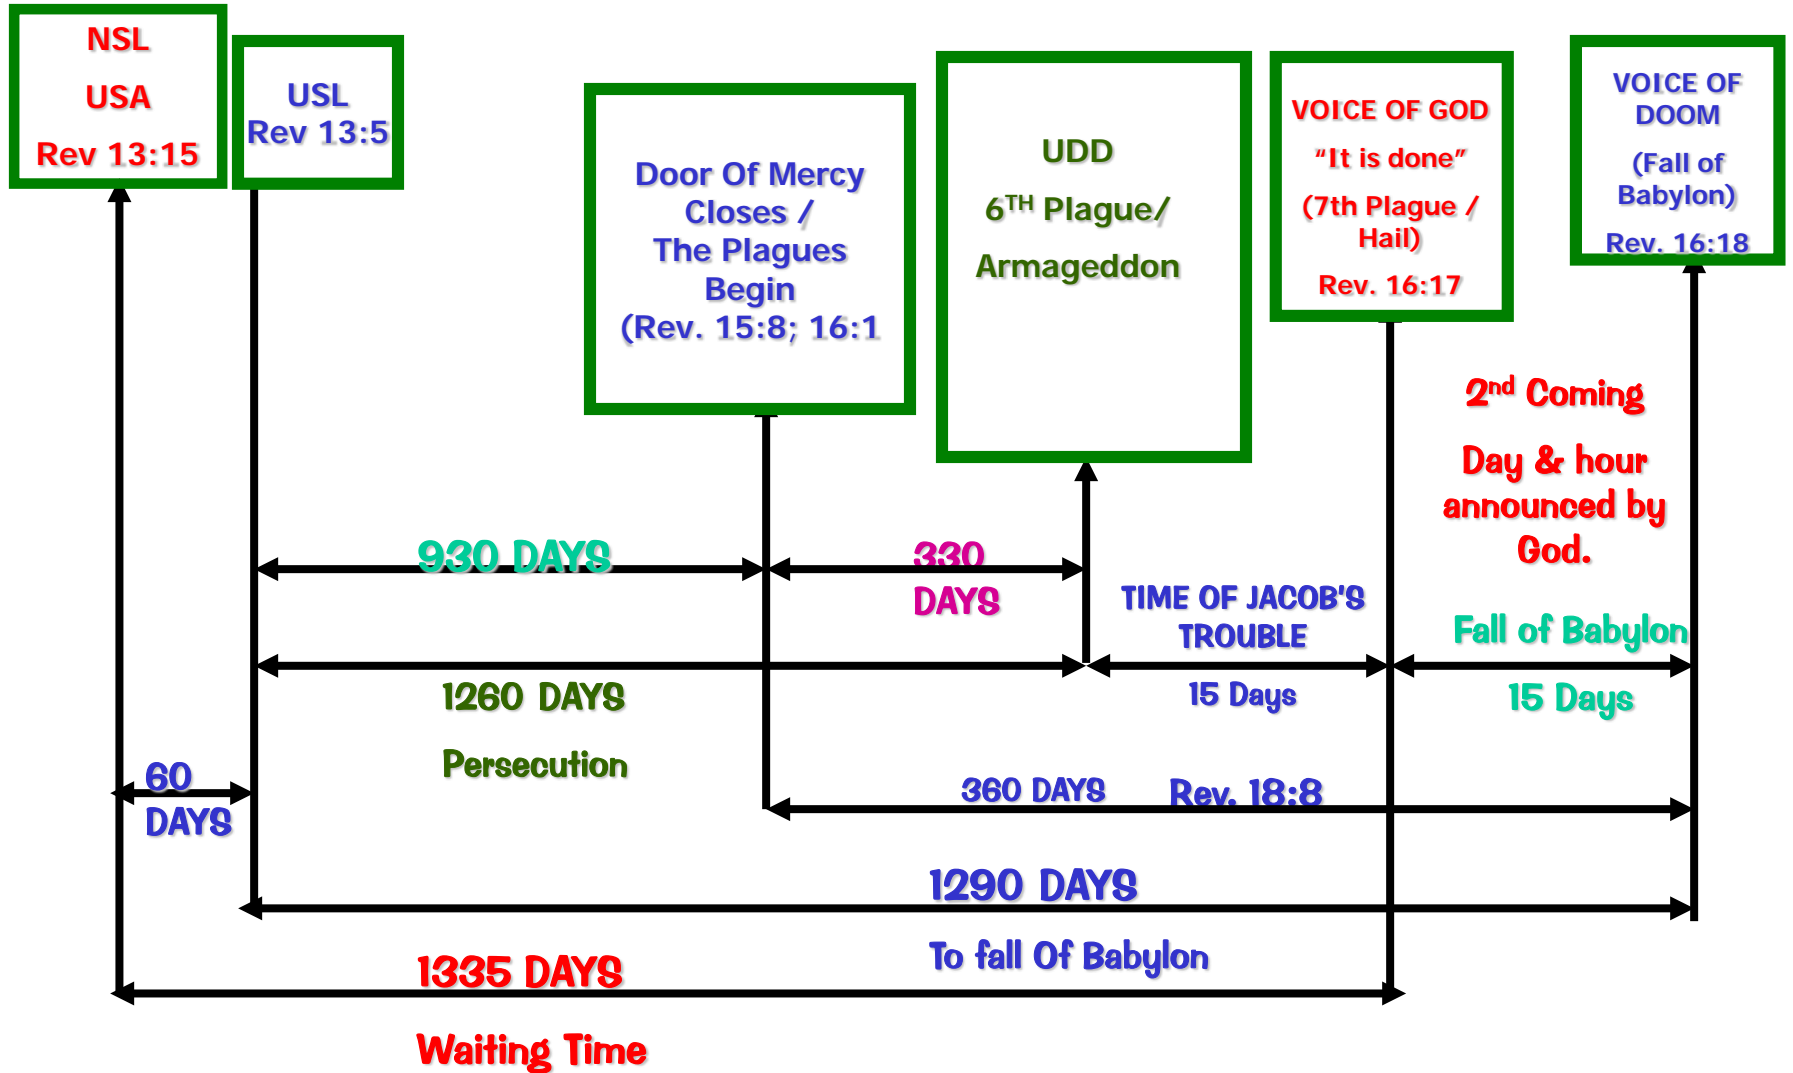 NSL
USA
Rev 13:15
USL
Rev 13:5
Door Of Mercy
Closes /
The Plagues
Begin
(Rev. 15:8; 16:1
UDD
6TH Plague/
Armageddon
VOICE OF GOD
“It is done”
(7th Plague /
Hail)
Rev. 16:17
VOICE OF
DOOM
(Fall of
Babylon)
Rev. 16:18
2nd Coming
Day & hour
announced by
God.
930 DAYS
330
DAYS
TIME OF JACOB'S
TROUBLE
15 Days
Fall of Babylon
15 Days
1260 DAYS
Persecution
60
DAYS
360 DAYS
Rev. 18:8
1290 DAYS
To fall Of Babylon
1335 DAYS
Waiting Time